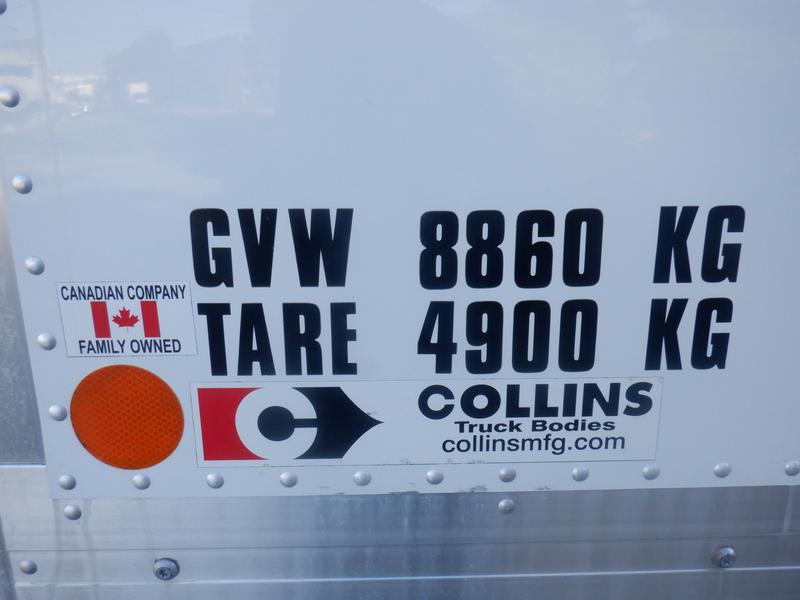 GVW 8860 KG
TARE 4900 KG
CANADIAN COMPANY
FAMILY OWNED
COLLINS
Truck Bodies
collinsmfg.com